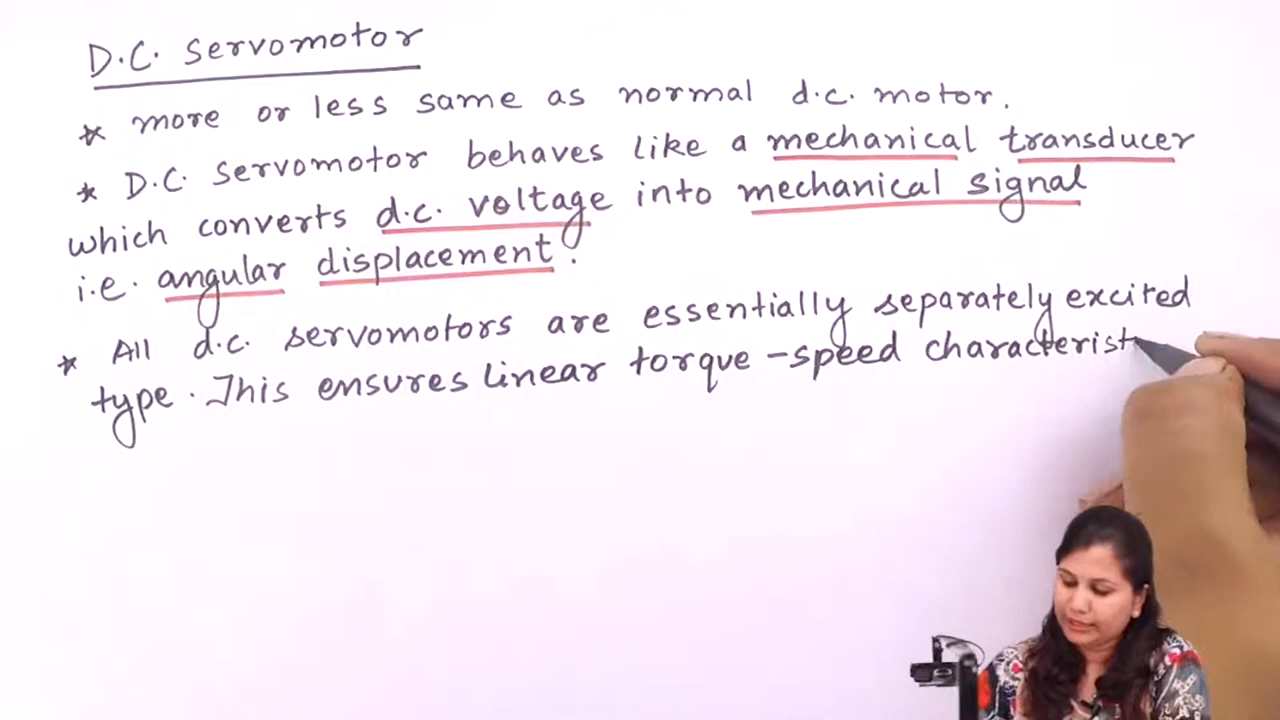 D.C. servomotor
* more or less same as normal d.c. motor.
* D.C. servomotor behaves like a mechanical transducer
which converts d.c. voltage into mechanical signal
i.e. angular displacement.
* All d.c. servomotors are essentially separately excited
type. This ensures linear torque-speed characterist